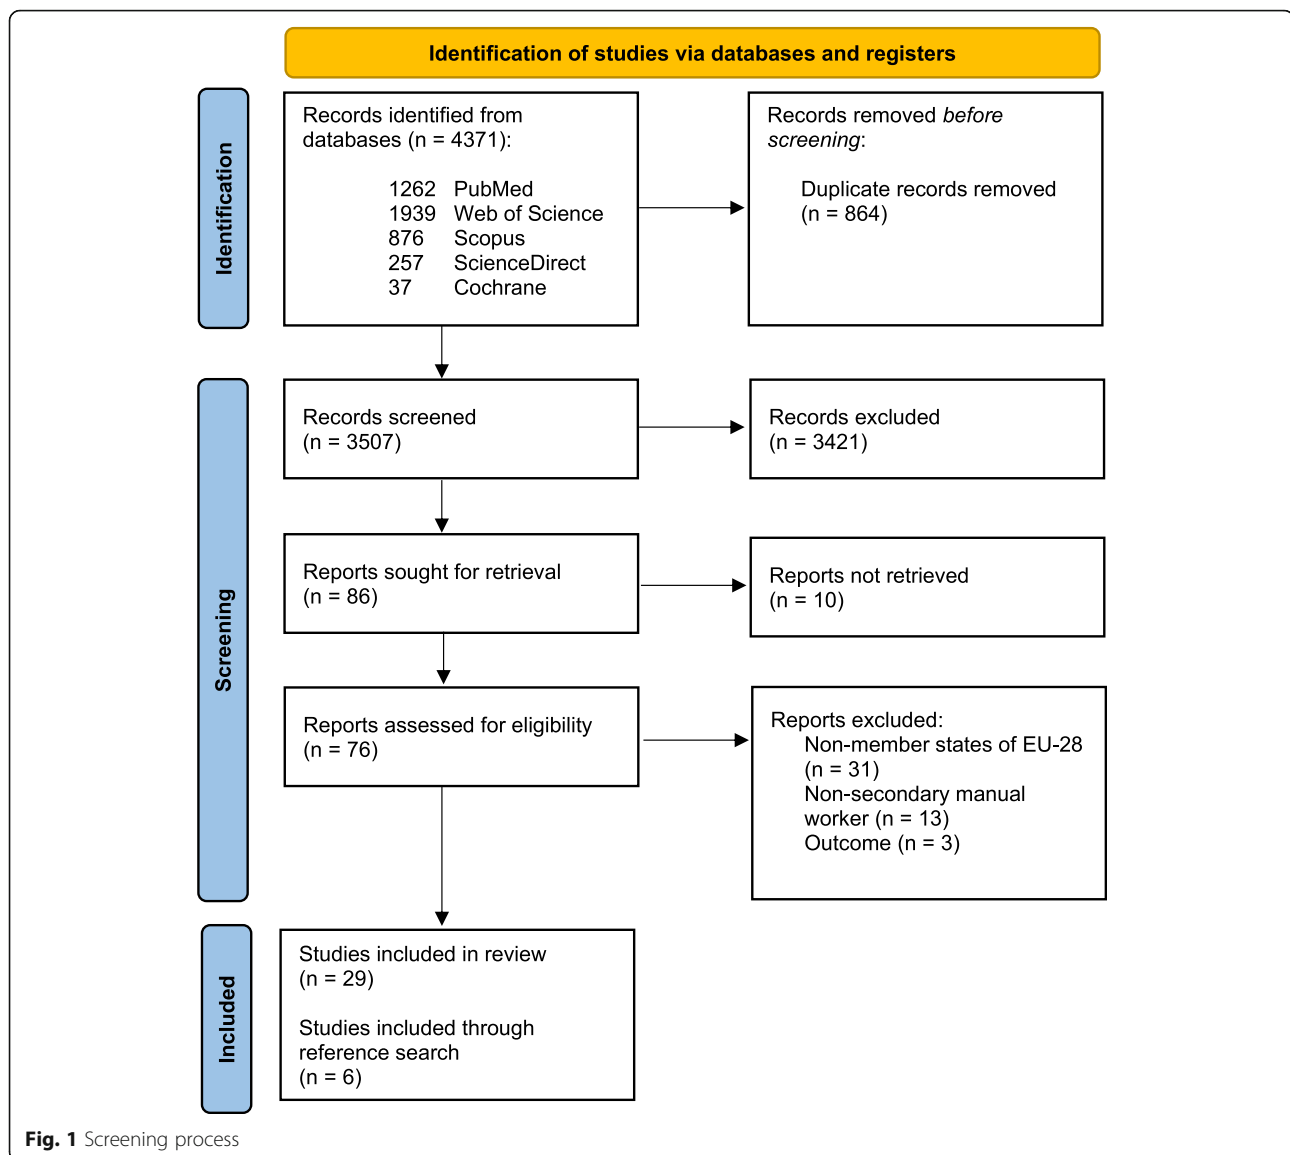 Identification of studies via databases and registers
Identification
Records identified from
databases (n = 4371):
1262 PubMed
1939 Web of Science
876 Scopus
257 ScienceDirect
37 Cochrane
Records removed before
screening:
Duplicate records removed
(n = 864)
Screening
Records screened
(n = 3507)
Records excluded
(n = 3421)
Reports sought for retrieval
(n = 86)
Reports not retrieved
(n = 10)
Reports assessed for eligibility
(n = 76)
Reports excluded:
Non-member states of EU-28
(n = 31)
Non-secondary manual
worker (n = 13)
Outcome (n = 3)
Included
Studies included in review
(n = 29)
Studies included through
reference search
(n = 6)
Fig. 1 Screening process